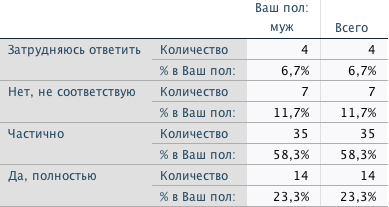 Ваш пол:
муж Всего
Затрудняюсь ответить Количество 4 4
% в Ваш пол: 6,7% 6,7%
Нет, не соответствую Количество 7 7
% в Ваш пол: 11,7% 11,7%
Частично Количество 35 35
% в Ваш пол: 58,3% 58,3%
Да, полностью Количество 14 14
% в Ваш пол: 23,3% 23,3%